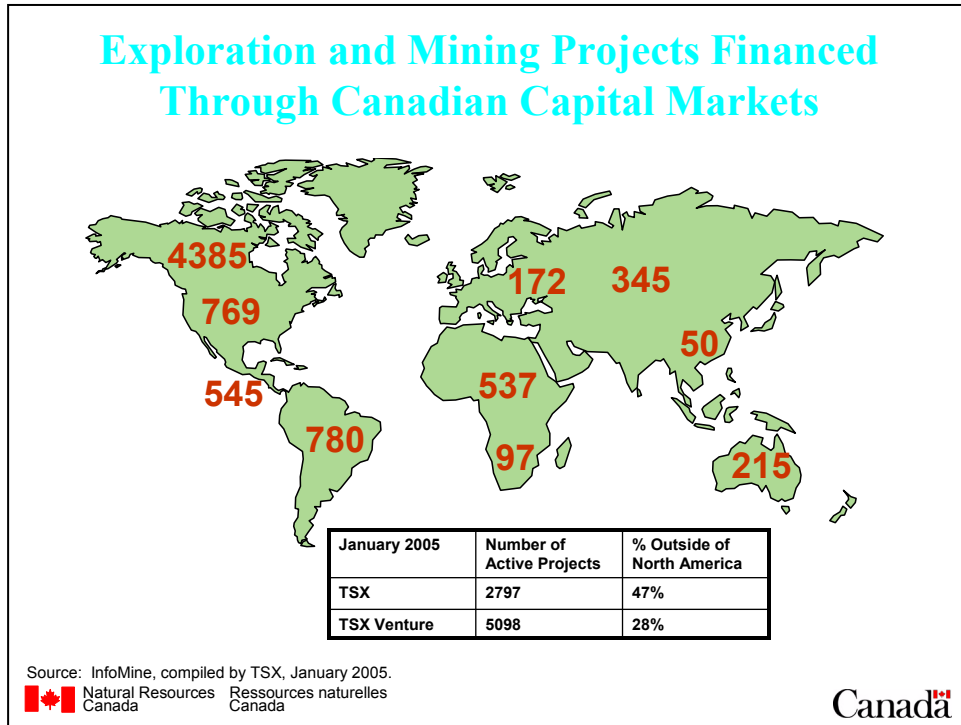 Exploration and Mining Projects Financed
Through Canadian Capital Markets
4385
172
345
769
50
545
537
780
97
215
January 2005 Number of Active Projects % Outside of North America
TSX 2797 47%
TSX Venture 5098 28%
Source: InfoMine, compiled by TSX, January 2005.
Natural Resources Ressources naturelles
Canada Canada
Canada